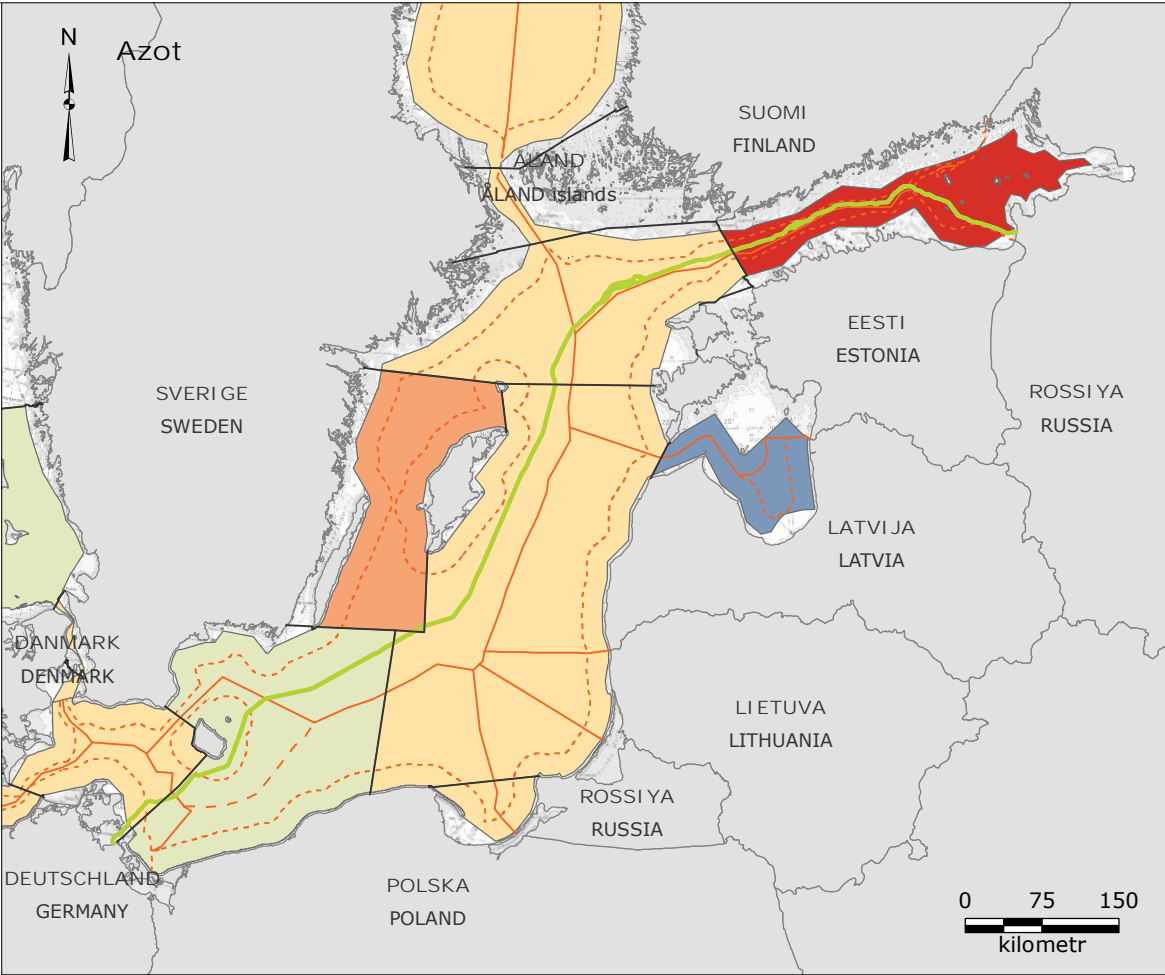 N
Azot
SUOMI
FINLAND
ÅLAND
ÅLAND islands
EESTI
ESTONIA
ROSSIYA
RUSSIA
SVERIGE
SWEDEN
LATVIJA
LATVIA
DANMARK
DENMARK
LIETUVA
LITHUANIA
ROSSIYA
RUSSIA
DEUTSCHLAND
GERMANY
POLSKA
POLAND
0 75 150
kilometr